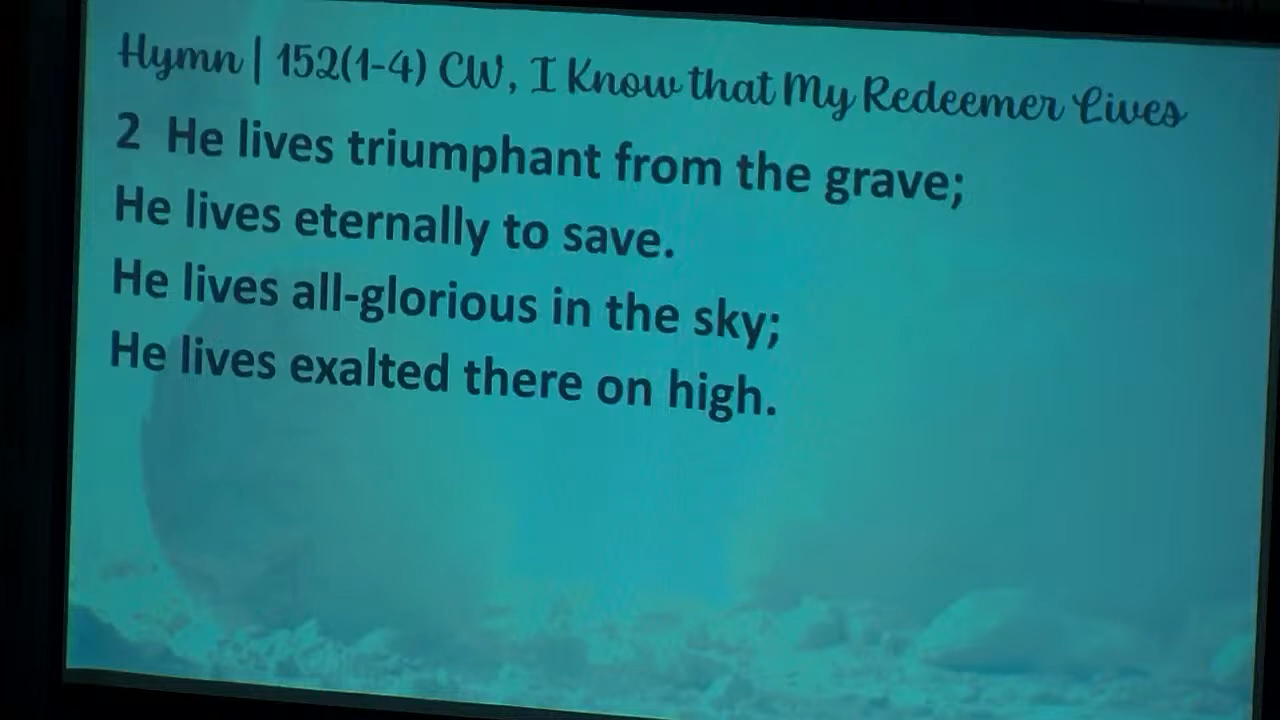 Hymn | 152(1-4) CW, I Know that My Redeemer Lives
2 He lives triumphant from the grave;
He lives eternally to save.
He lives all-glorious in the sky;
He lives exalted there on high.